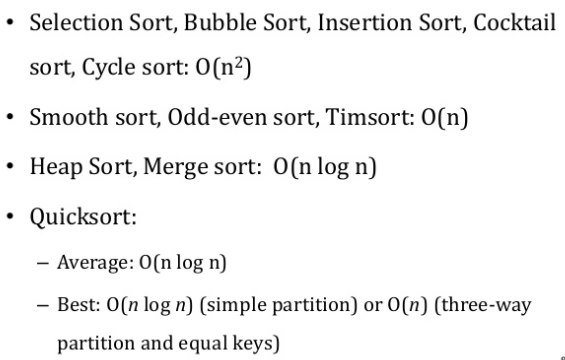 • Selection Sort, Bubble Sort, Insertion Sort, Cocktail
sort, Cycle sort: O(n²)
• Smooth sort, Odd-even sort, Timsort: O(n)
• Heap Sort, Merge sort: O(n log n)
• Quicksort:
– Average: O(n log n)
– Best: O(n log n) (simple partition) or O(n) (three-way
partition and equal keys)